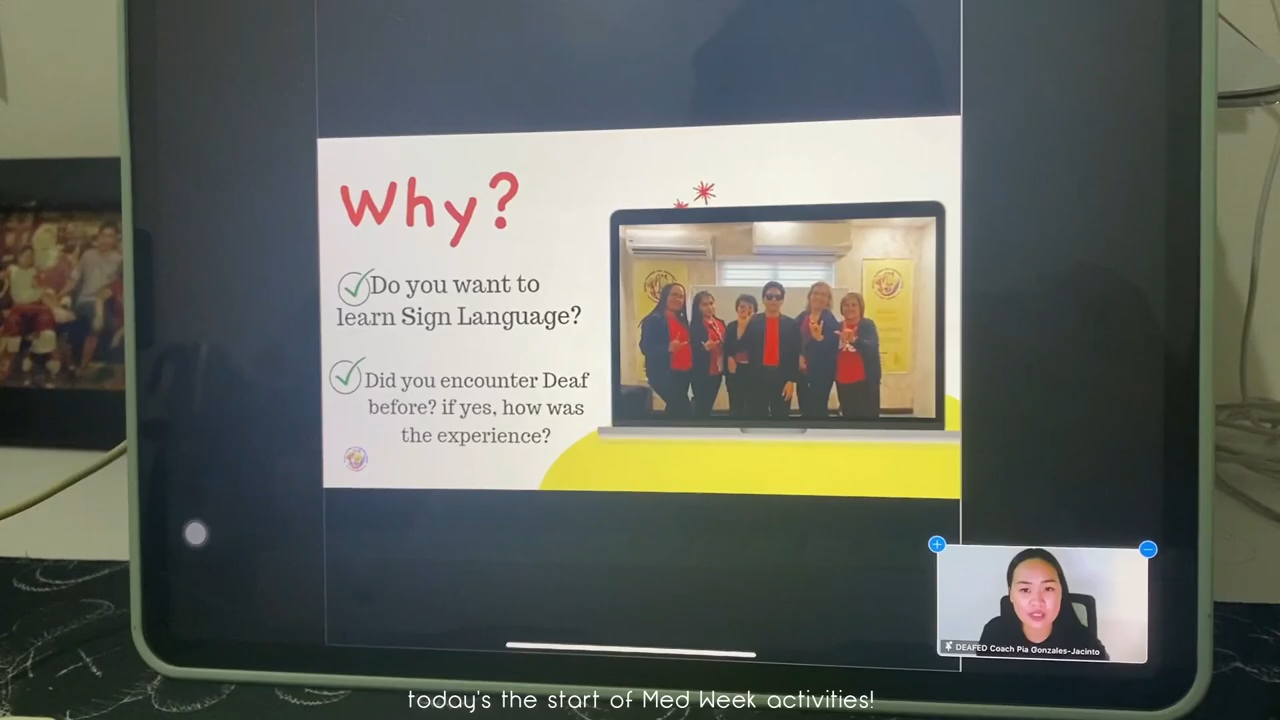 Why?
Do you want to
learn Sign Language?
Did you encounter Deaf
before? if yes, how was
the experience?
DEAFED Coach Pia Gonzales-Jacinto
today's the start of Med Week activities!